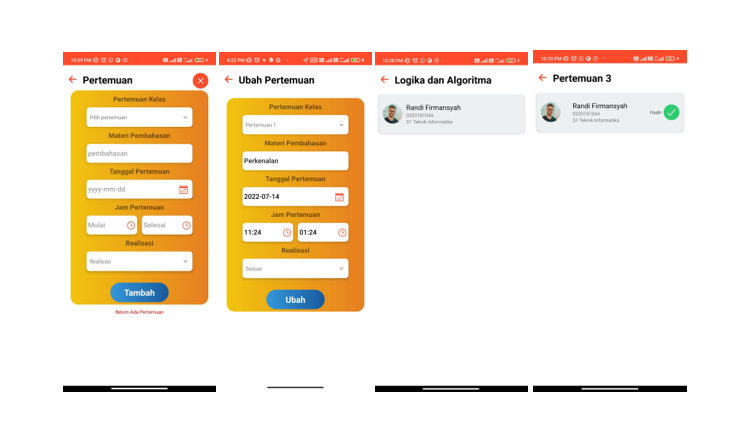 10:09 PM
Pertemuan
Pertemuan Kelas
Pilih pertemuan
Materi Pembahasan
pembahasan
Tanggal Pertemuan
yyyy-mm-dd
Jam Pertemuan
Mulai
Selesai
Realisasi
Realisasi
Tambah
Belum Ada Pertemuan
4:32 PM
Ubah Pertemuan
Pertemuan Kelas
Pertemuan 1
Materi Pembahasan
Perkenalan
Tanggal Pertemuan
2022-07-14
Jam Pertemuan
11:24
01:24
Realisasi
Sesuai
Ubah
10:30 PM
Logika dan Algoritma
Randi Firmansyah
S1 Teknik Informatika
10:10 PM
Pertemuan 3
Randi Firmansyah
S1 Teknik Informatika
Hadir